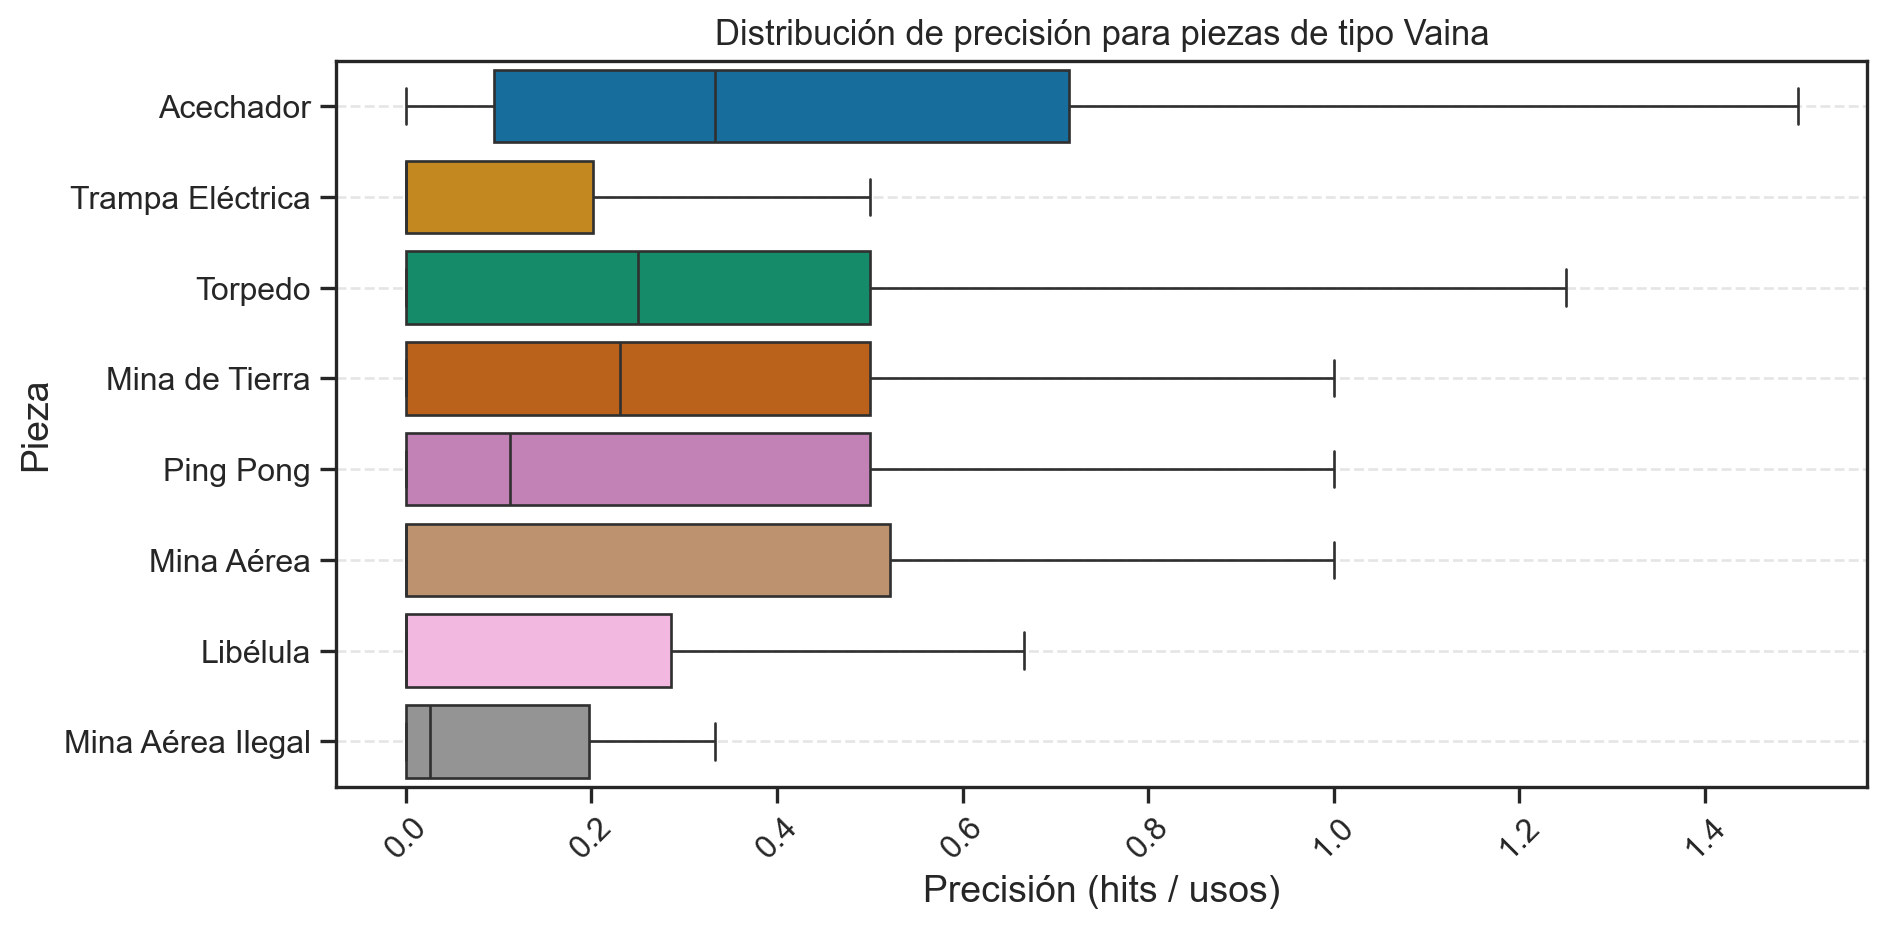 Distribución de precisión para piezas de tipo Vaina
Acechador
Trampa Eléctrica
Torpedo
Mina de Tierra
Ping Pong
Mina Aérea
Libélula
Mina Aérea Ilegal
Pieza
0.0
0.2
0.4
0.6
0.8
1.0
1.2
1.4
Precisión (hits / usos)